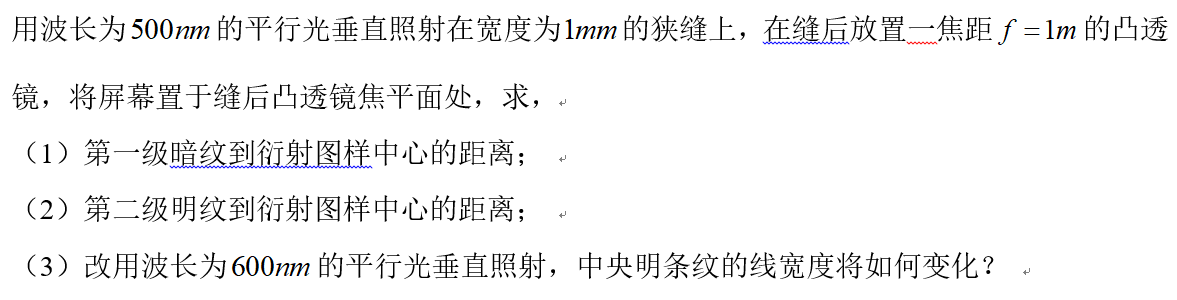 用波长为500nm的平行光垂直照射在宽度为1mm的狭缝上，在缝后放置一焦距 f =1m 的凸透
镜，将屏幕置于缝后凸透镜焦平面处，求，
（1）第一级暗纹到衍射图样中心的距离；
（2）第二级明纹到衍射图样中心的距离；
（3）改用波长为600nm的平行光垂直照射，中央明条纹的线宽度将如何变化？